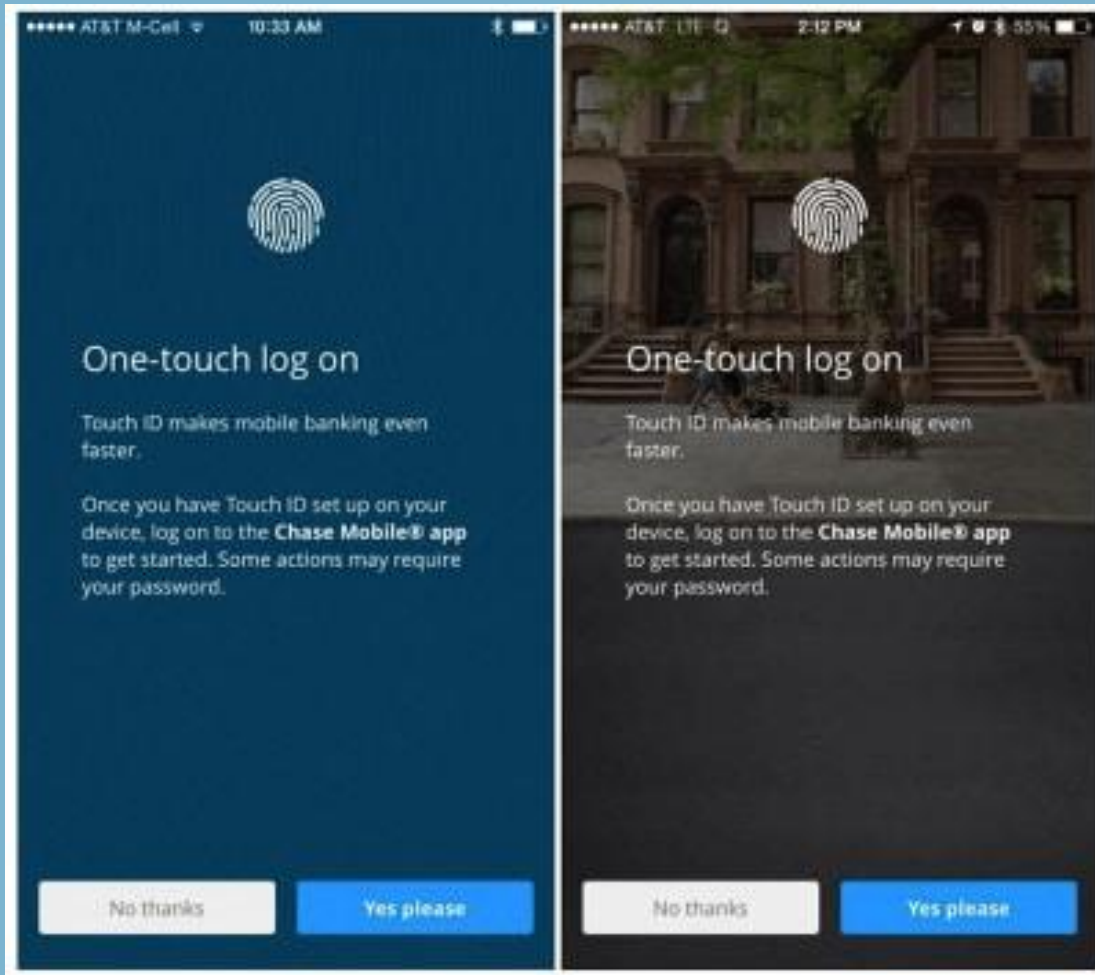 AT&T M-Cell 10:33 AM
One-touch log on
Touch ID makes mobile banking even
faster.
Once you have Touch ID set up on your
device, log on to the Chase Mobile® app
to get started. Some actions may require
your password.
No thanks Yes please
AT&T LTE 2:12 PM 55%
One-touch log on
Touch ID makes mobile banking even
faster.
Once you have Touch ID set up on your
device, log on to the Chase Mobile® app
to get started. Some actions may require
your password.
No thanks Yes please